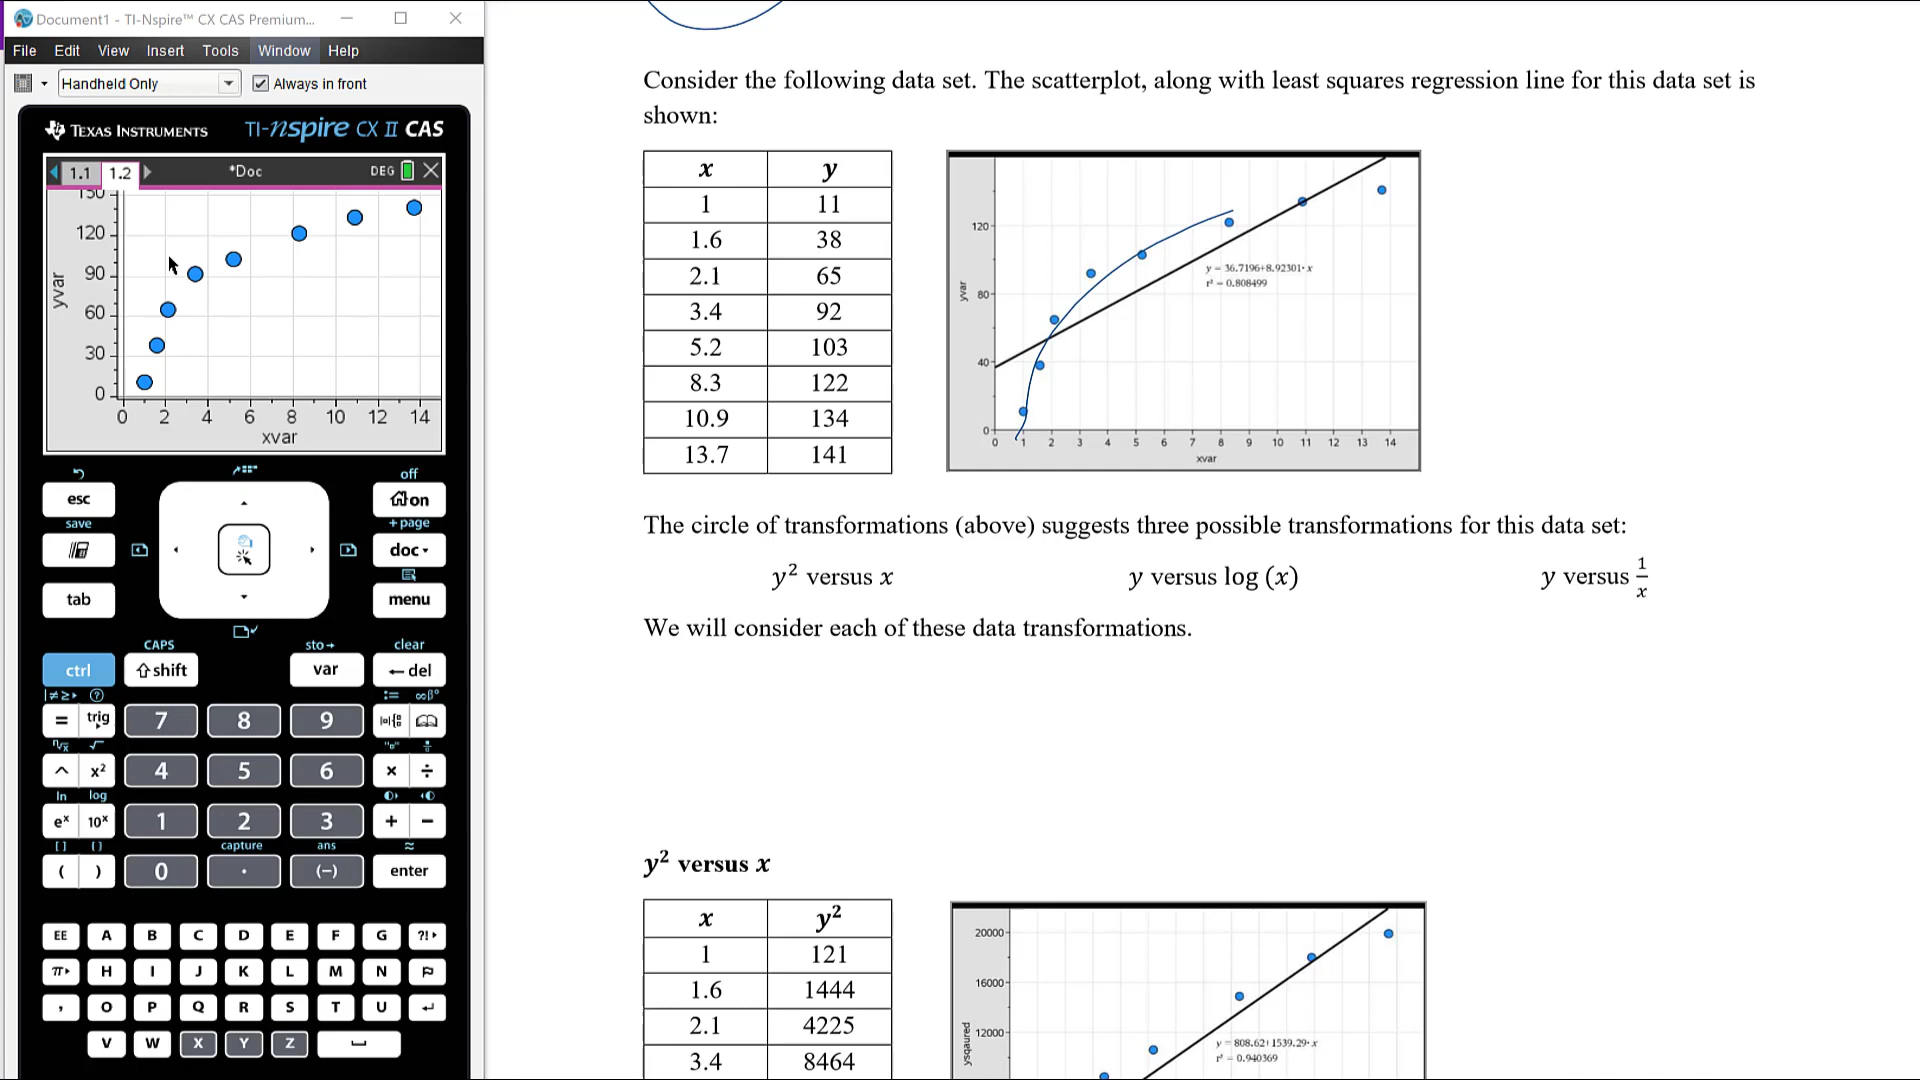 Document1 - TI-Nspire™ CX CAS Premium...
File Edit View Insert Tools Window Help
Handheld Only Always in front
TEXAS INSTRUMENTS TI-nspire CX II CAS
1.1 1.2 *Doc DEG
150
120
90
60
30
0
yvar
0 2 4 6 8 10 12 14
xvar
off
esc on
save + page
doc
tab menu
CAPS sto→ clear
ctrl shift var ←del
|≠≥▸ ? := ∞β°
= trig 7 8 9
n√x √ "□"
^ x² 4 5 6 × ÷
ln log
eˣ 10ˣ 1 2 3 + −
[ ] { } capture ans ≈
( ) 0 . (−) enter
EE A B C D E F G ?!▸
π▸ H I J K L M N
, O P Q R S T U ↵
V W X Y Z
Consider the following data set. The scatterplot, along with least squares regression line for this data set is
shown:
x y
1 11
1.6 38
2.1 65
3.4 92
5.2 103
8.3 122
10.9 134
13.7 141
120
80
40
0
yvar
y = 36.7196+8.92301· x
r² = 0.808499
0 1 2 3 4 5 6 7 8 9 10 11 12 13 14
xvar
The circle of transformations (above) suggests three possible transformations for this data set:
y² versus x y versus log (x) y versus 1/x
We will consider each of these data transformations.
y² versus x
x y²
1 121
1.6 1444
2.1 4225
3.4 8464
20000
16000
12000
ysqaured
y = 808.62+1539.29· x
r² = 0.940369